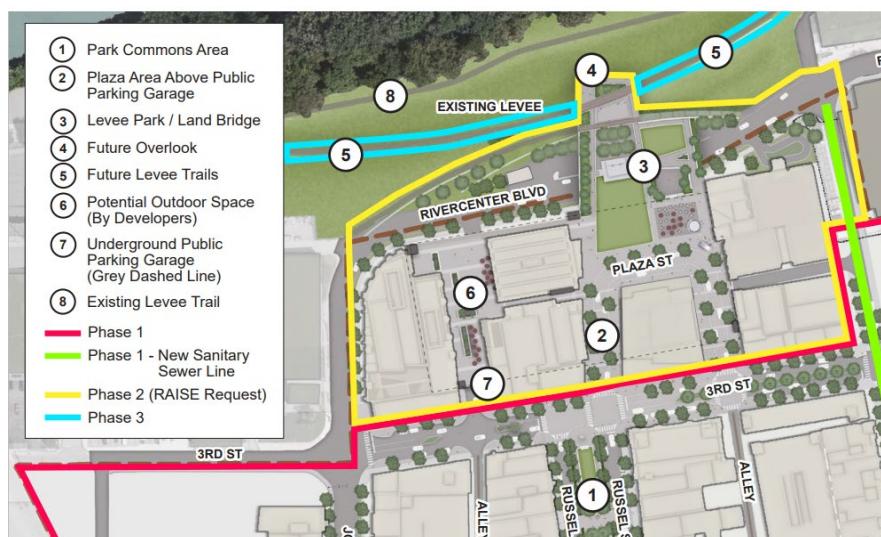 1 Park Commons Area
2 Plaza Area Above Public
Parking Garage
3 Levee Park / Land Bridge
4 Future Overlook
5 Future Levee Trails
6 Potential Outdoor Space
(By Developers)
7 Underground Public
Parking Garage
(Grey Dashed Line)
8 Existing Levee Trail
Phase 1
Phase 1 - New Sanitary
Sewer Line
Phase 2 (RAISE Request)
Phase 3
4
5
8
EXISTING LEVEE
5
3
RIVERCENTER BLVD
PLAZA ST
6
2
7
3RD ST
3RD ST
1
ALLEY
RUSSEL
RUSSEL S
ALLEY